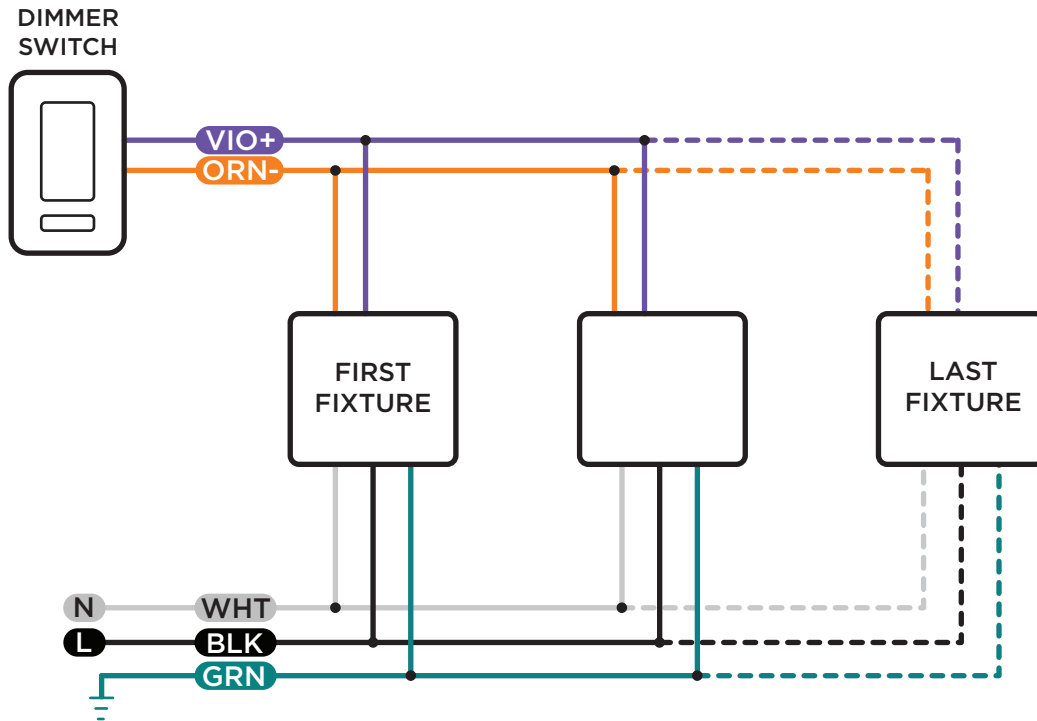 DIMMER
SWITCH
VIO+
ORN-
FIRST
FIXTURE
LAST
FIXTURE
N
WHT
L
BLK
GRN